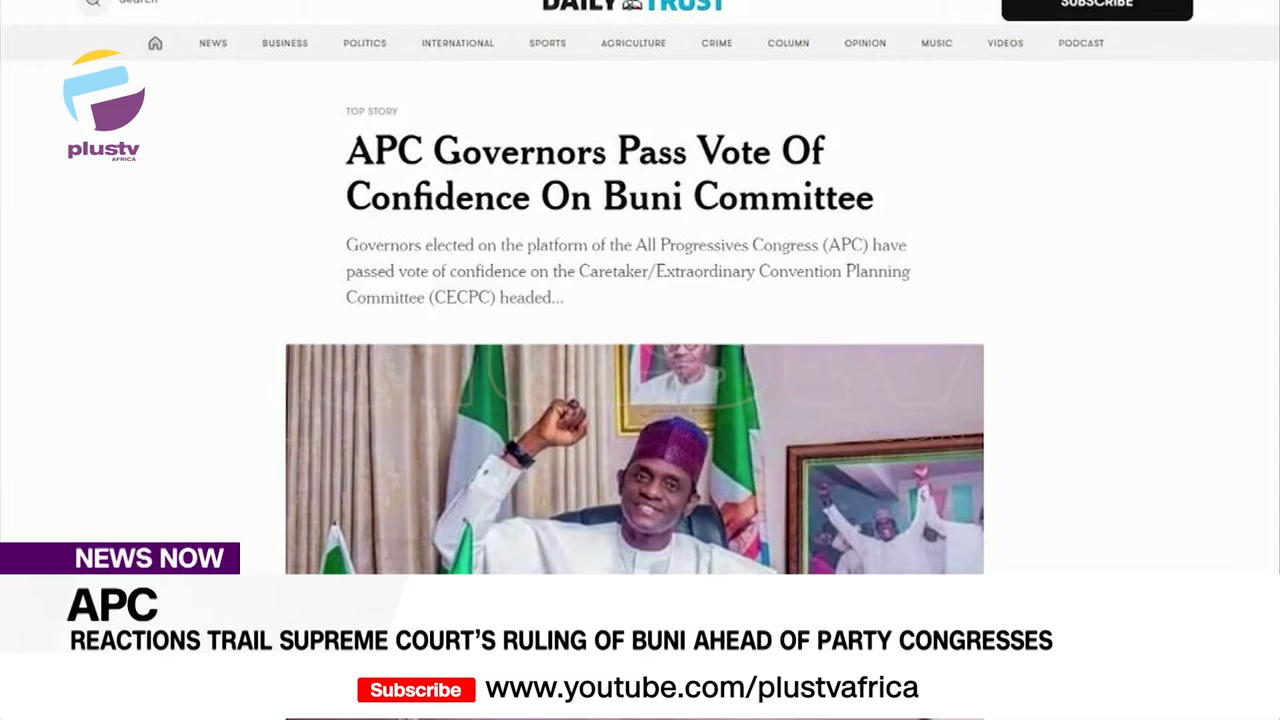 Search
DAILY TRUST
SUBSCRIBE
NEWS BUSINESS POLITICS INTERNATIONAL SPORTS AGRICULTURE CRIME COLUMN OPINION MUSIC VIDEOS PODCAST
plustv
AFRICA
TOP STORY
APC Governors Pass Vote Of
Confidence On Buni Committee
Governors elected on the platform of the All Progressives Congress (APC) have
passed vote of confidence on the Caretaker/Extraordinary Convention Planning
Committee (CECPC) headed...
NEWS NOW
APC
REACTIONS TRAIL SUPREME COURT'S RULING OF BUNI AHEAD OF PARTY CONGRESSES
Subscribe www.youtube.com/plustvafrica